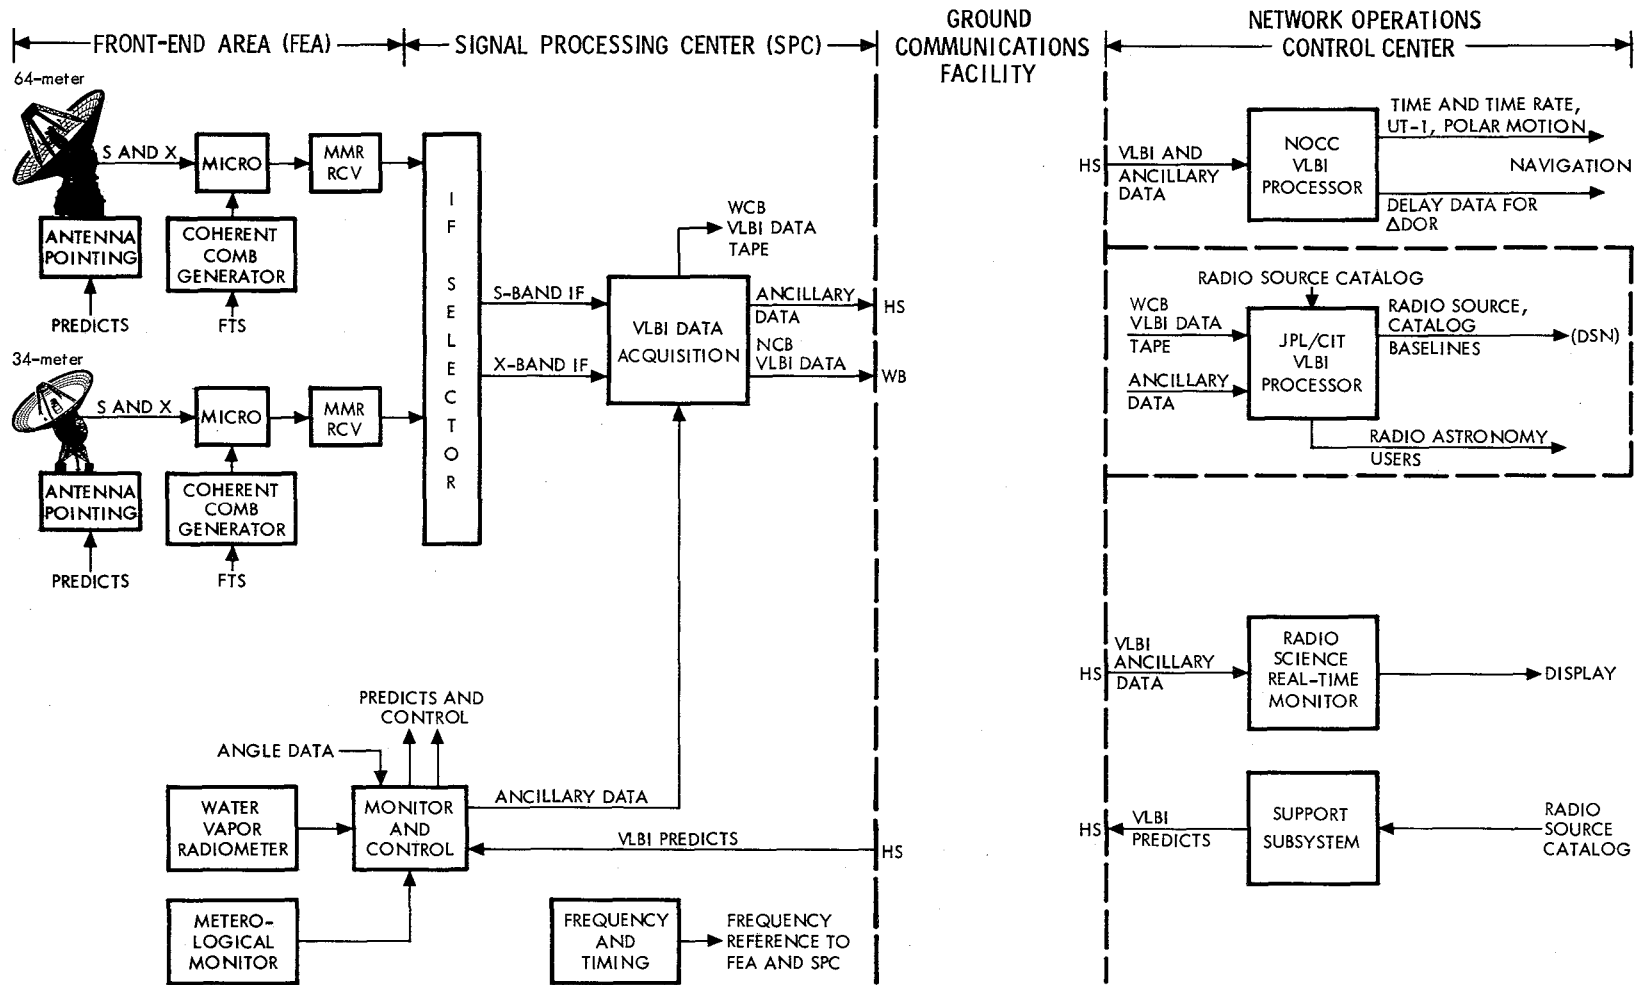 FRONT-END AREA (FEA)
SIGNAL PROCESSING CENTER (SPC)
GROUND
COMMUNICATIONS
FACILITY
NETWORK OPERATIONS
CONTROL CENTER
64-meter
S AND X
MICRO
MMR
RCV
ANTENNA
POINTING
COHERENT
COMB
GENERATOR
PREDICTS
FTS
34-meter
S AND X
MICRO
MMR
RCV
ANTENNA
POINTING
COHERENT
COMB
GENERATOR
PREDICTS
FTS
IF SELECTOR
S-BAND IF
X-BAND IF
WCB
VLBI DATA
TAPE
VLBI DATA
ACQUISITION
ANCILLARY
DATA
HS
NCB
VLBI DATA
WB
PREDICTS AND
CONTROL
ANGLE DATA
WATER
VAPOR
RADIOMETER
MONITOR
AND
CONTROL
ANCILLARY DATA
VLBI PREDICTS
HS
METERO-
LOGICAL
MONITOR
FREQUENCY
AND
TIMING
FREQUENCY
REFERENCE TO
FEA AND SPC
HS
VLBI AND
ANCILLARY
DATA
NOCC
VLBI
PROCESSOR
TIME AND TIME RATE,
UT-1, POLAR MOTION
NAVIGATION
DELAY DATA FOR
ΔDOR
RADIO SOURCE CATALOG
WCB
VLBI DATA
TAPE
ANCILLARY
DATA
JPL/CIT
VLBI
PROCESSOR
RADIO SOURCE,
CATALOG
BASELINES
(DSN)
RADIO ASTRONOMY
USERS
HS
VLBI
ANCILLARY
DATA
RADIO
SCIENCE
REAL-TIME
MONITOR
DISPLAY
HS
VLBI
PREDICTS
SUPPORT
SUBSYSTEM
RADIO
SOURCE
CATALOG